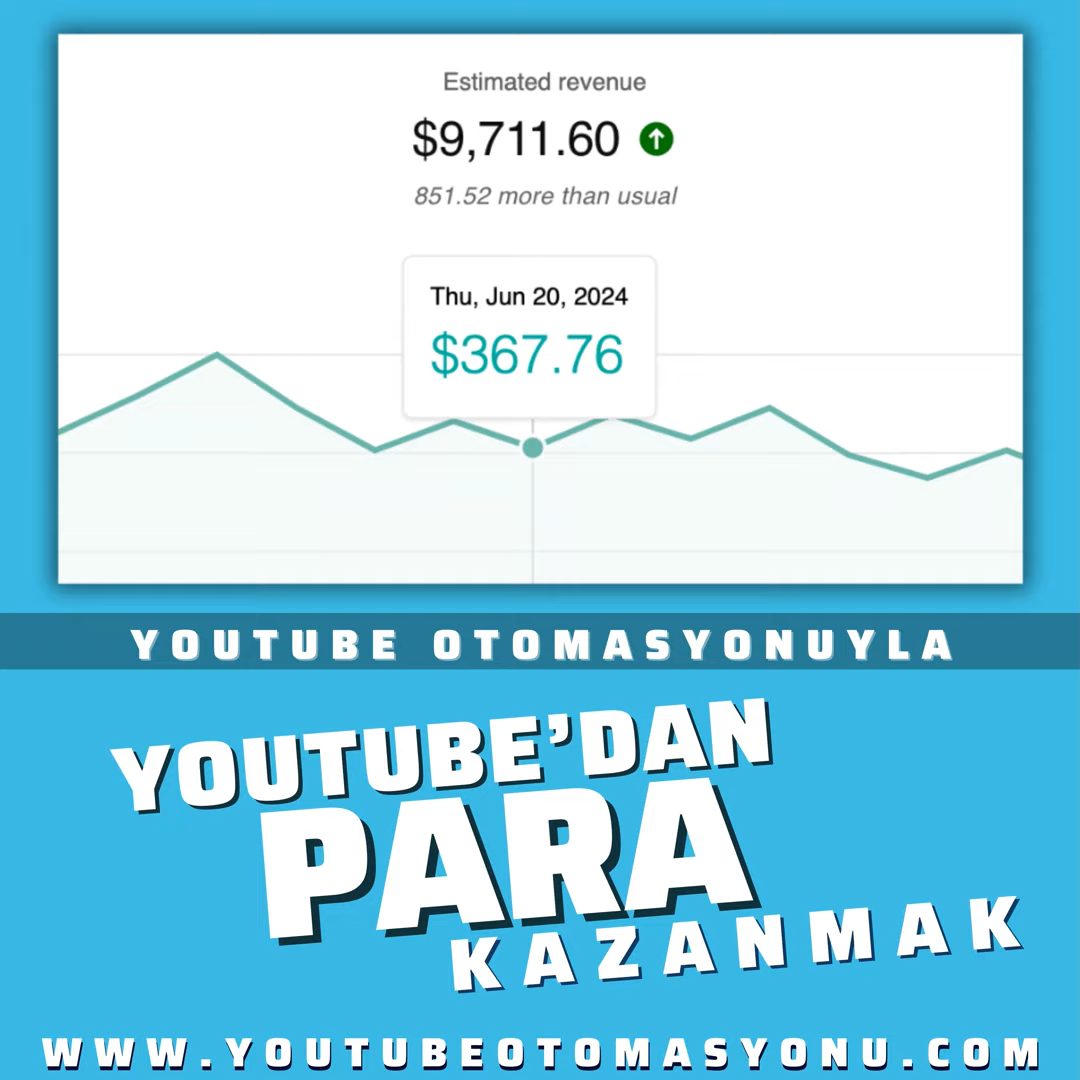 Estimated revenue
$9,711.60
851.52 more than usual
Thu, Jun 20, 2024
$367.76
YOUTUBE OTOMASYONUYLA
YOUTUBE’DAN
PARA
KAZANMAK
WWW.YOUTUBEOTOMASYONU.COM